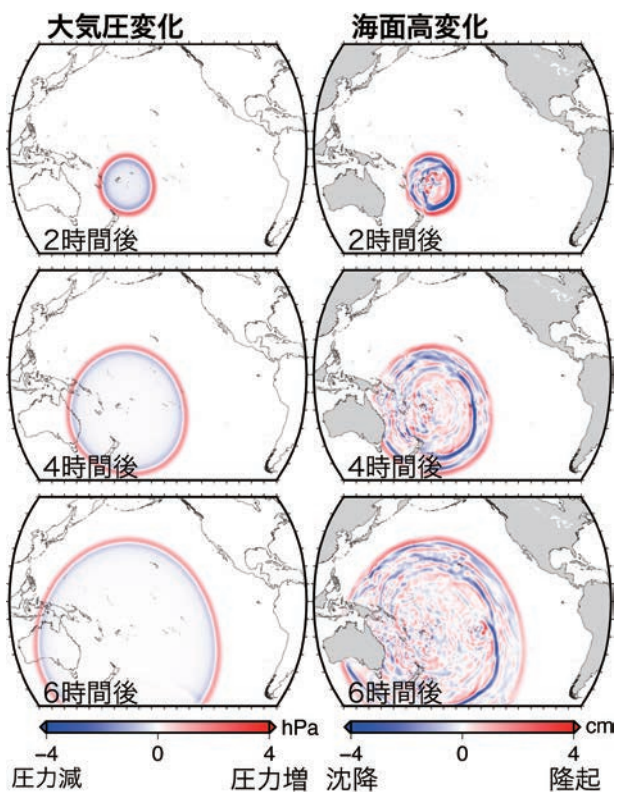 大気圧変化
海面高変化
2時間後
2時間後
4時間後
4時間後
6時間後
6時間後
hPa
cm
−4 0 4
−4 0 4
圧力減 圧力増
沈降 隆起